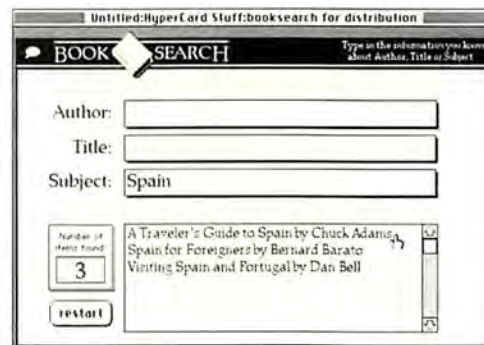 Untitled:HyperCard Stuff:booksearch for distribution
BOOK SEARCH
Type in the information you know
about Author, Title or Subject
Author:
Title:
Subject: Spain
Number of
items found:
3
restart
A Traveler's Guide to Spain by Chuck Adams
Spain for Foreigners by Bernard Barato
Visiting Spain and Portugal by Dan Bell